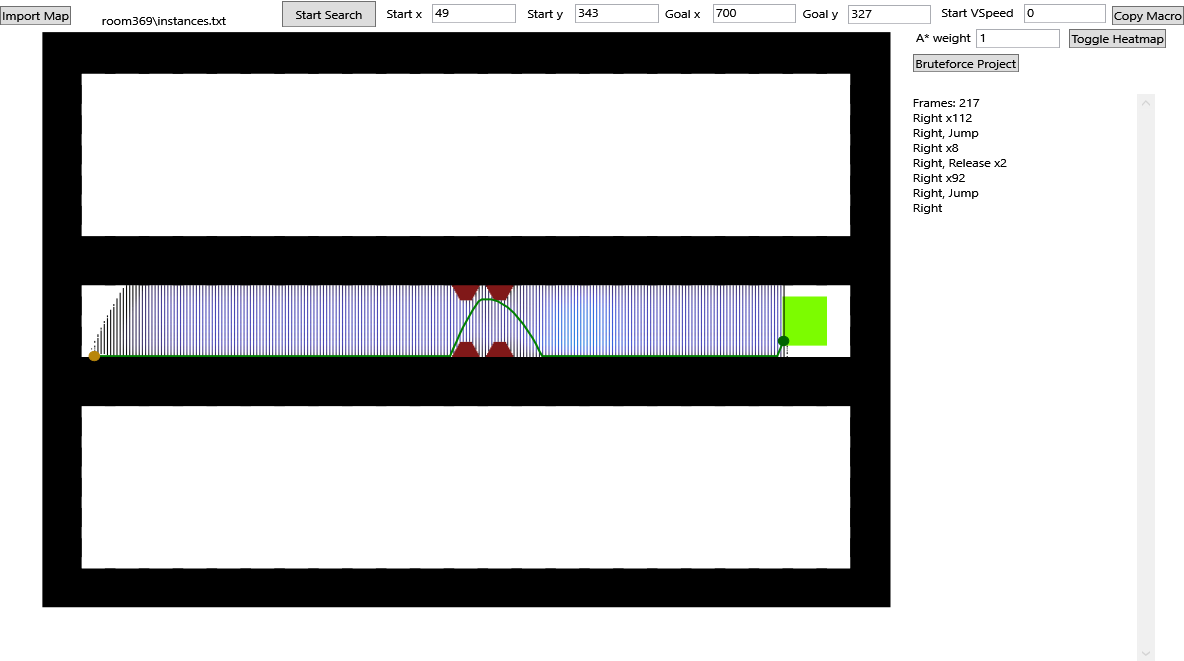 Import Map
room369\instances.txt
Start Search
Start x 49
Start y 343
Goal x 700
Goal y 327
Start VSpeed 0
Copy Macro
A* weight 1
Toggle Heatmap
Bruteforce Project
Frames: 217
Right x112
Right, Jump
Right x8
Right, Release x2
Right x92
Right, Jump
Right